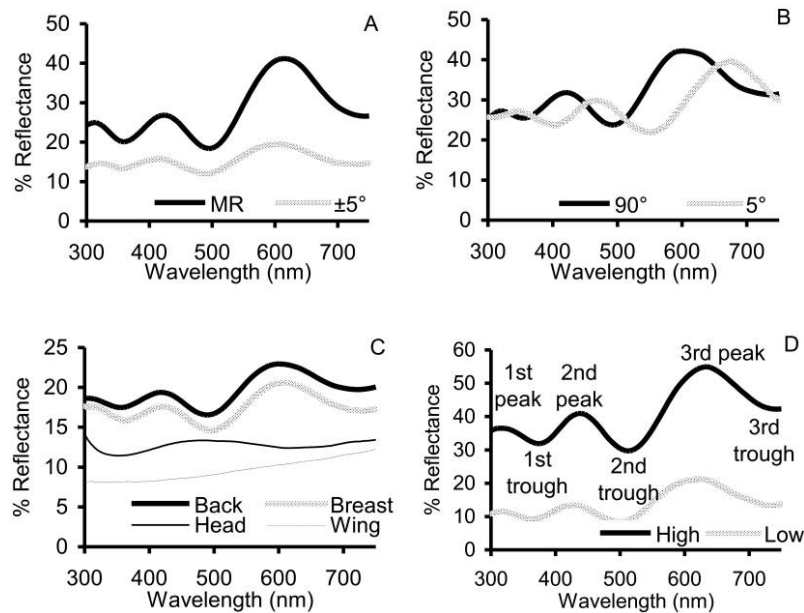 A
50
40
30
20
10
0
% Reflectance
MR ±5°
300 400 500 600 700
Wavelength (nm)
B
50
40
30
20
10
0
% Reflectance
90° 5°
300 400 500 600 700
Wavelength (nm)
C
25
20
15
10
5
0
% Reflectance
Back Breast
Head Wing
300 400 500 600 700
Wavelength (nm)
D
60
50
40
30
20
10
0
% Reflectance
1st
peak
2nd
peak
3rd peak
1st
trough
2nd
trough
3rd
trough
High Low
300 400 500 600 700
Wavelength (nm)